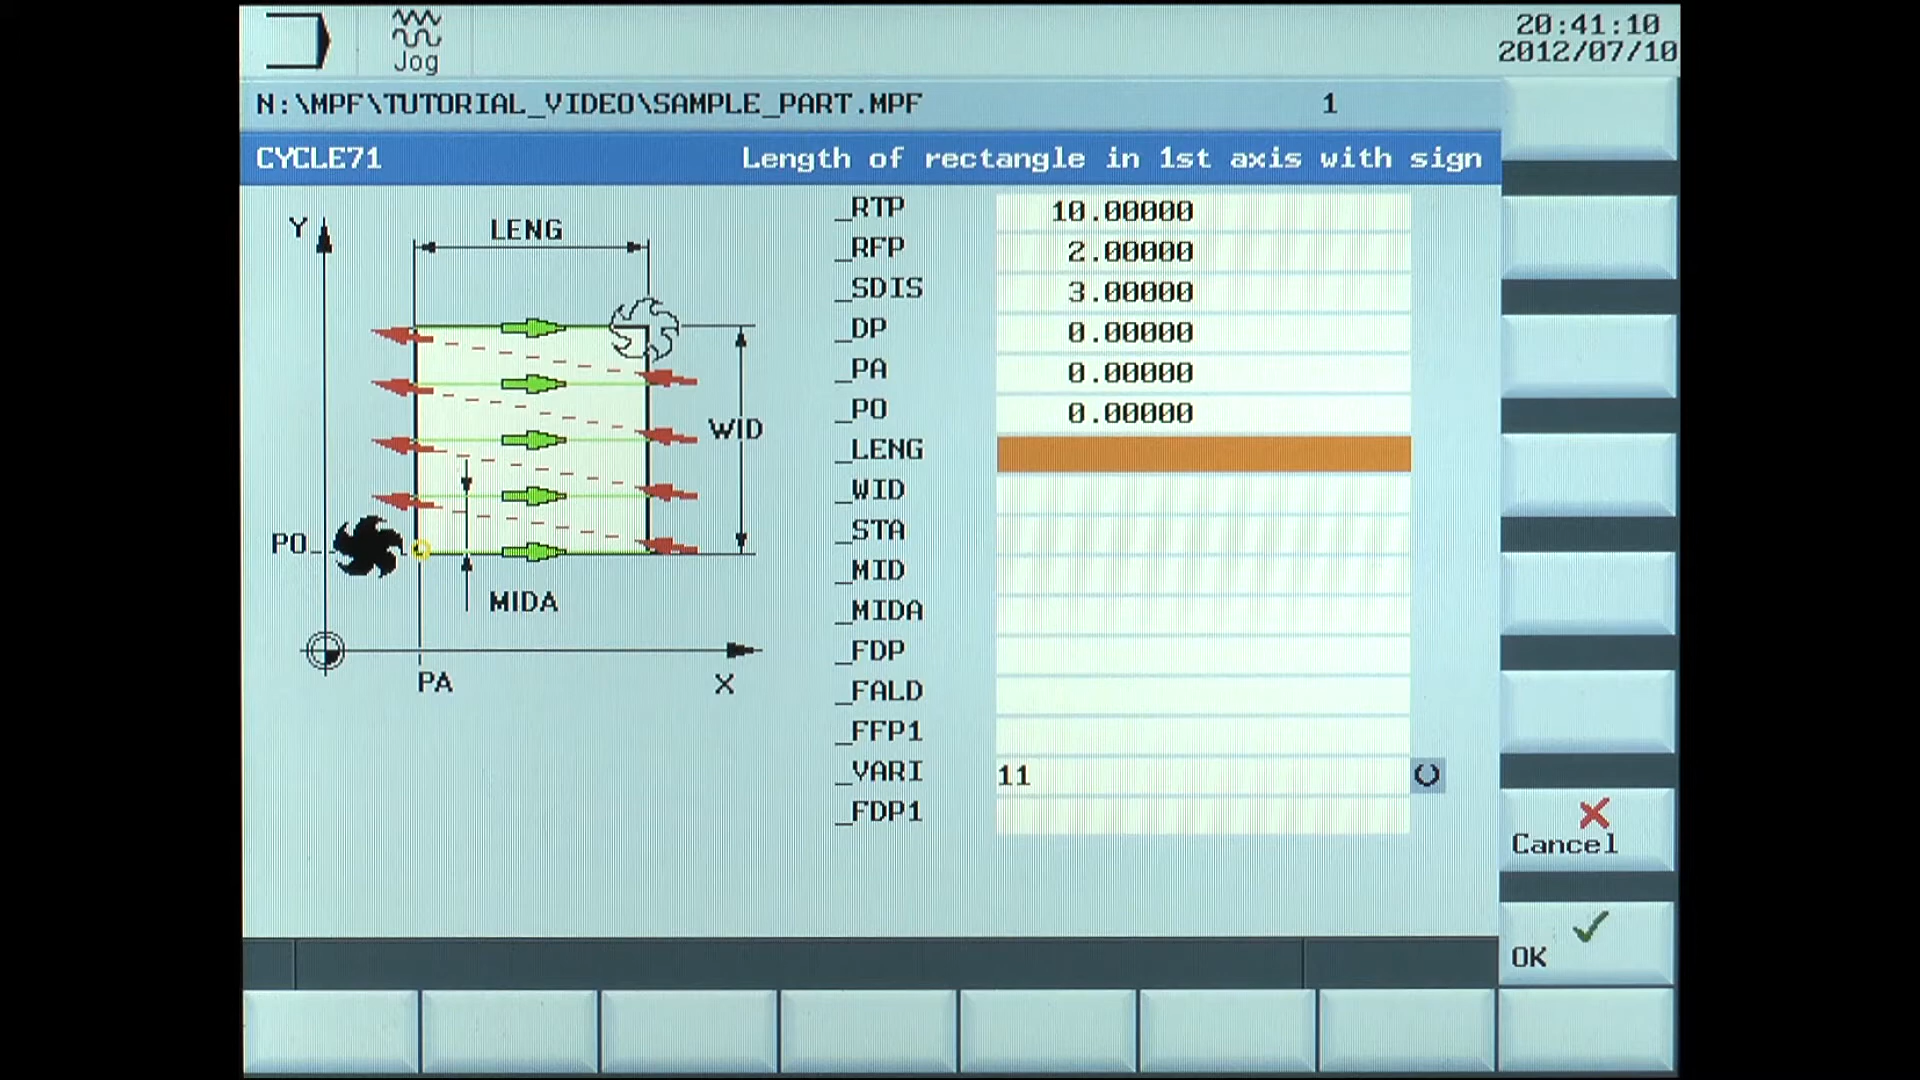 Jog
20:41:10
2012/07/10
N:\MPF\TUTORIAL_VIDEO\SAMPLE_PART.MPF 1
CYCLE71 Length of rectangle in 1st axis with sign
Y
LENG
WID
PO
MIDA
PA
X
_RTP 10.00000
_RFP 2.00000
_SDIS 3.00000
_DP 0.00000
_PA 0.00000
_PO 0.00000
_LENG
_WID
_STA
_MID
_MIDA
_FDP
_FALD
_FFP1
_VARI 11
_FDP1
Cancel
OK